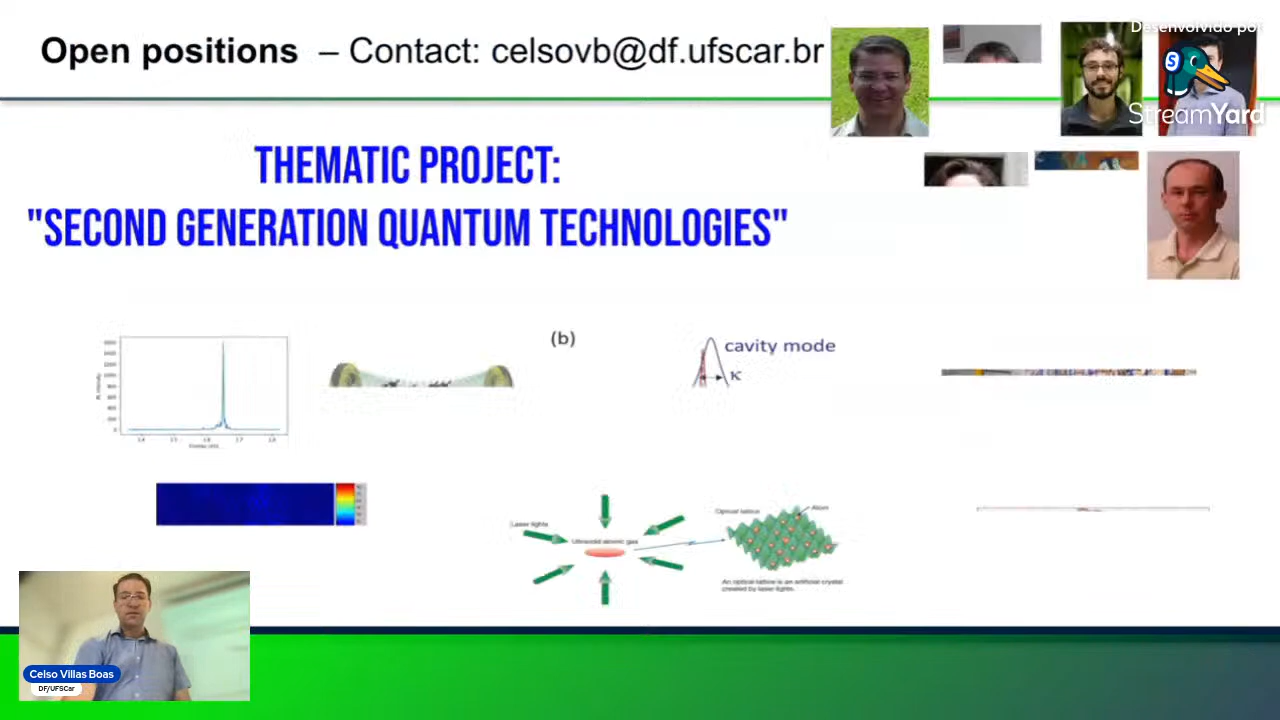 Open positions – Contact: celsovb@df.ufscar.br
Desenvolvido por
StreamYard
THEMATIC PROJECT:
"SECOND GENERATION QUANTUM TECHNOLOGIES"
(b)
cavity mode
κ
Laser lights
Ultracold atomic gas
Optical lattice
Atom
An optical lattice is an artificial crystal
created by laser lights.
Celso Villas Boas
DF/UFSCar